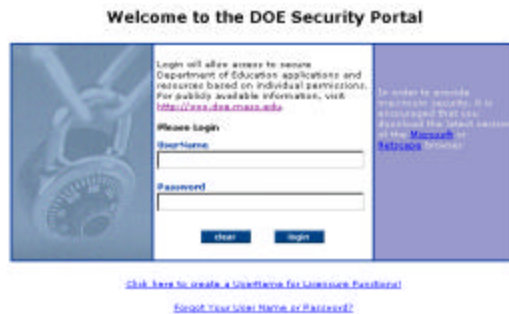 Welcome to the DOE Security Portal
Login will allow access to secure
Department of Education applications and
resources based on individual permissions.
For publicly available information, visit
http://www.doe.mass.edu.
Please Login
UserName
Password
clear
login
In order to provide
maximum security, it is
encouraged that you
download the latest version
of the Microsoft or
Netscape browser
Click here to create a UserName for Licensure Functions!
Forgot Your User Name or Password?